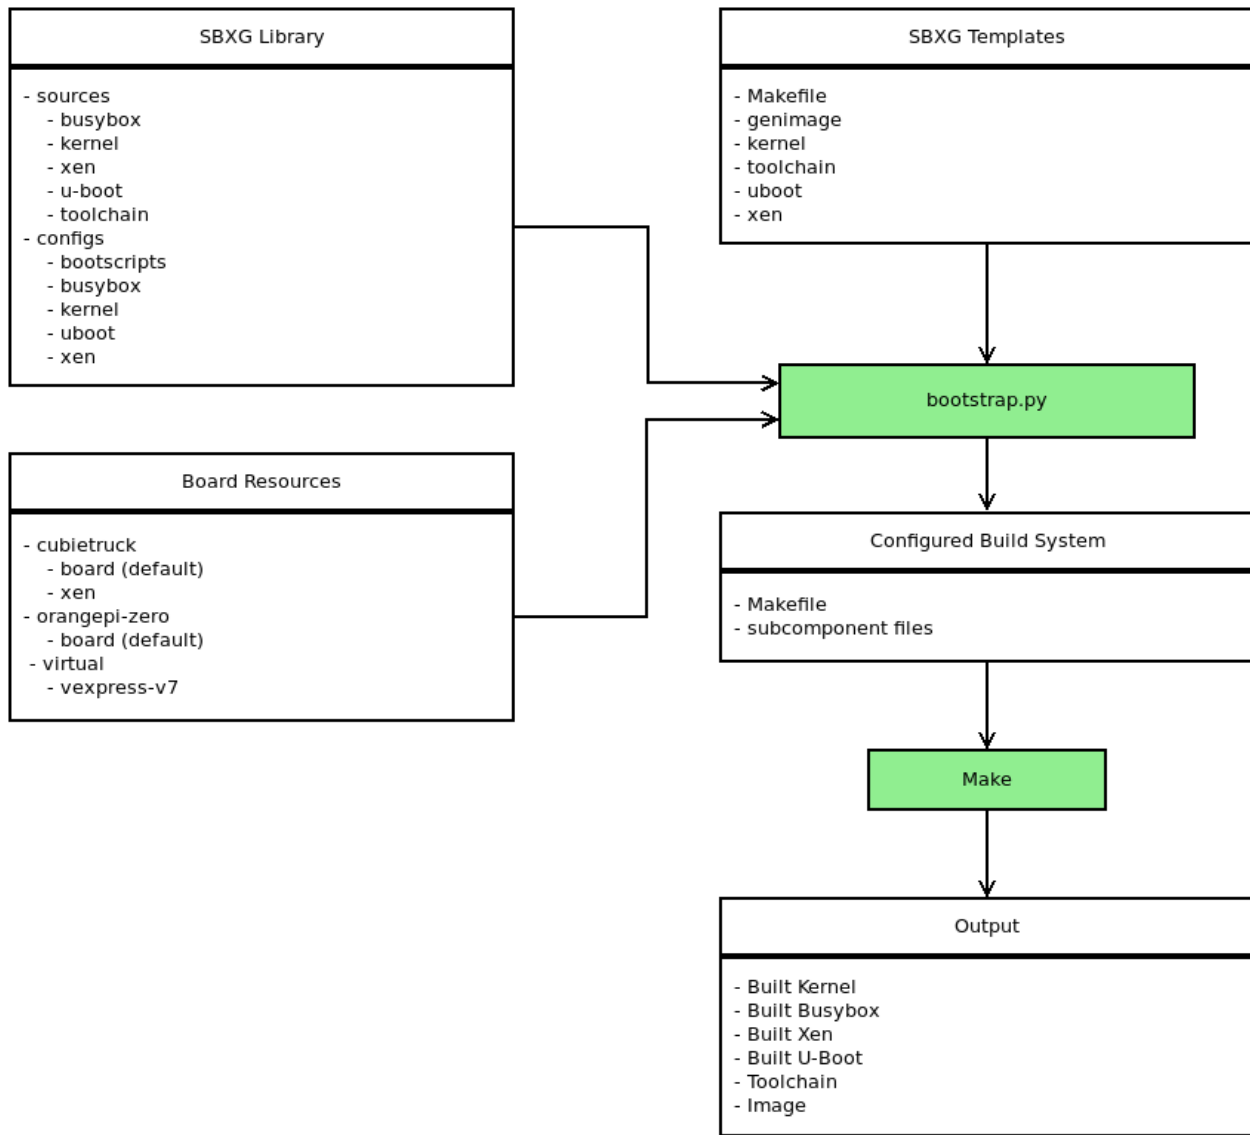 SBXG Library
- sources
- busybox
- kernel
- xen
- u-boot
- toolchain
- configs
- bootscripts
- busybox
- kernel
- uboot
- xen
SBXG Templates
- Makefile
- genimage
- kernel
- toolchain
- uboot
- xen
bootstrap.py
Board Resources
- cubietruck
- board (default)
- xen
- orangepi-zero
- board (default)
- virtual
- vexpress-v7
Configured Build System
- Makefile
- subcomponent files
Make
Output
- Built Kernel
- Built Busybox
- Built Xen
- Built U-Boot
- Toolchain
- Image